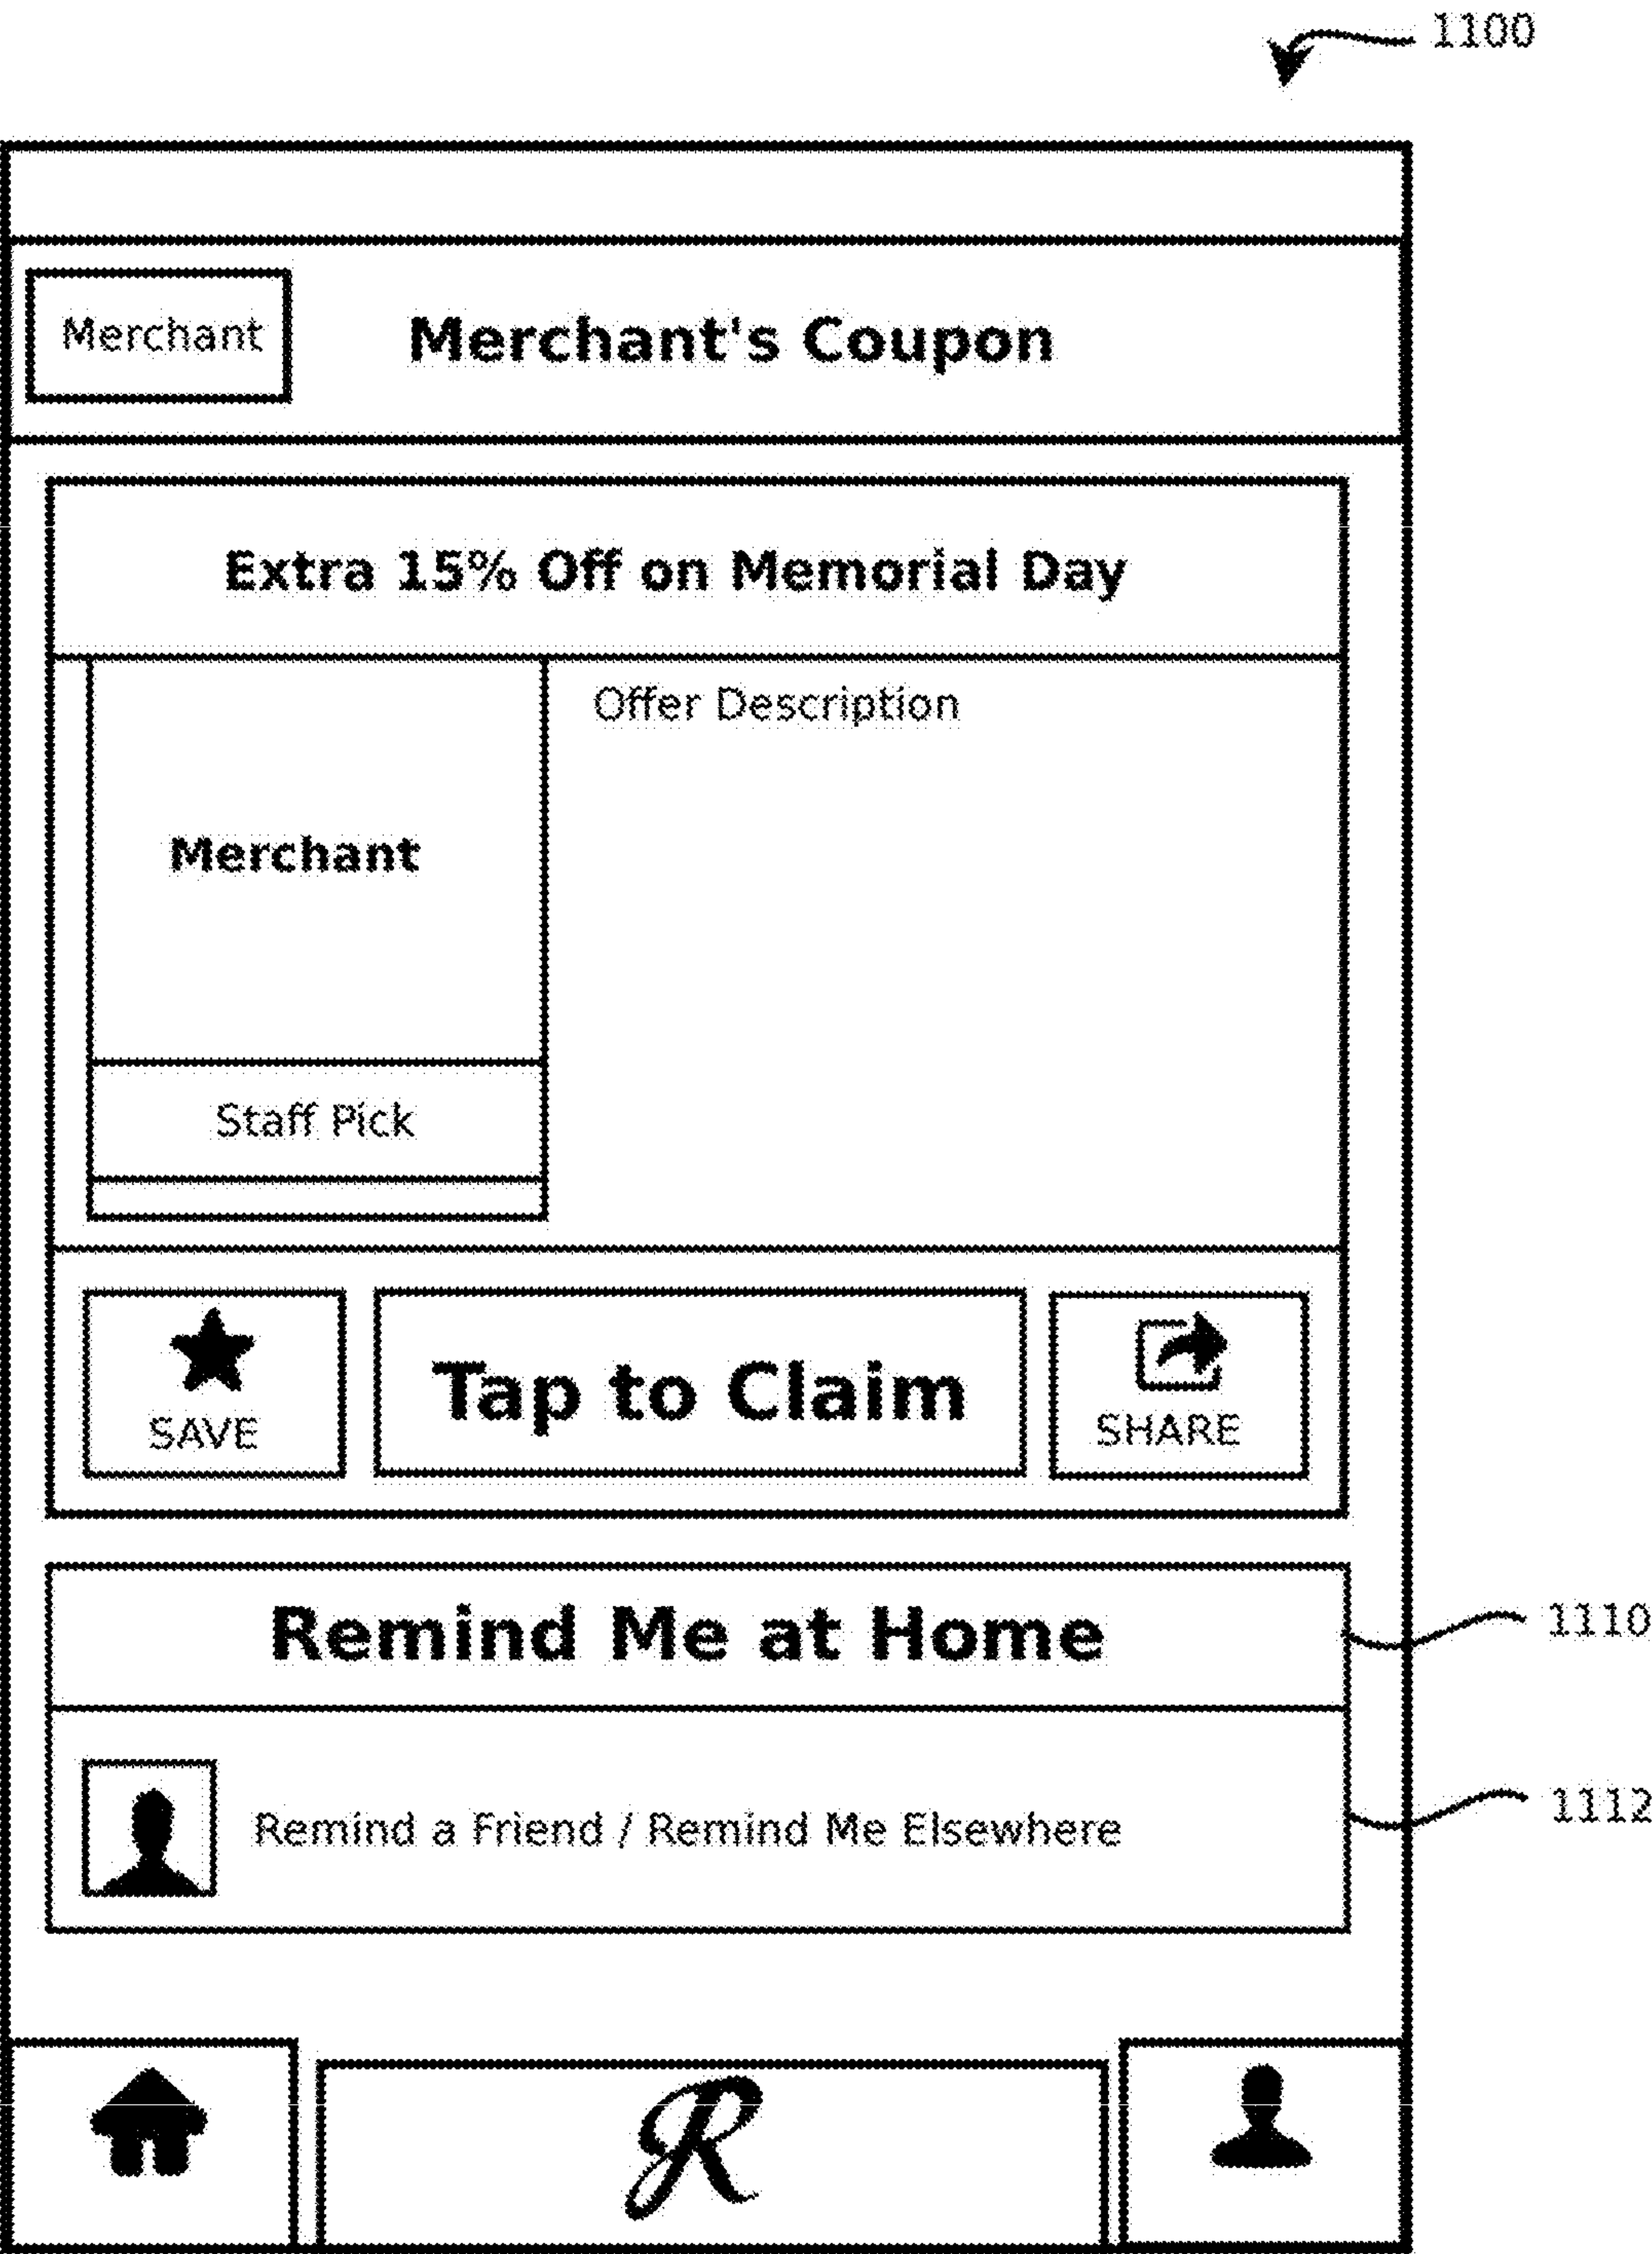 1100
Merchant
Merchant's Coupon
Extra 15% Off on Memorial Day
Offer Description
Merchant
Staff Pick
SAVE
Tap to Claim
SHARE
Remind Me at Home
1110
Remind a Friend / Remind Me Elsewhere
1112
R